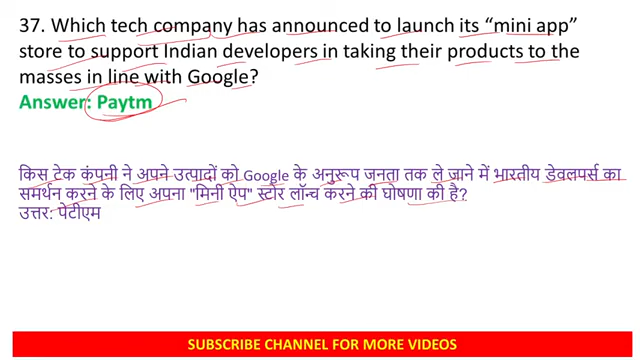 37. Which tech company has announced to launch its “mini app”
store to support Indian developers in taking their products to the
masses in line with Google?
Answer: Paytm
किस टेक कंपनी ने अपने उत्पादों को Google के अनुरूप जनता तक ले जाने में भारतीय डेवलपर्स का
समर्थन करने के लिए अपना "मिनी ऐप" स्टोर लॉन्च करने की घोषणा की है?
उत्तर: पेटीएम
SUBSCRIBE CHANNEL FOR MORE VIDEOS